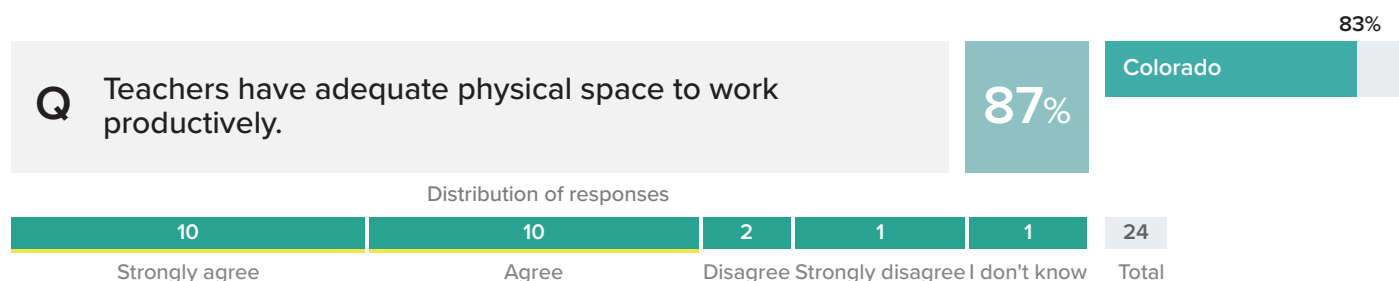 83%
Q
Teachers have adequate physical space to work
productively.
87%
Colorado
Distribution of responses
10 10 2 1 1 24
Strongly agree Agree Disagree Strongly disagree I don't know Total